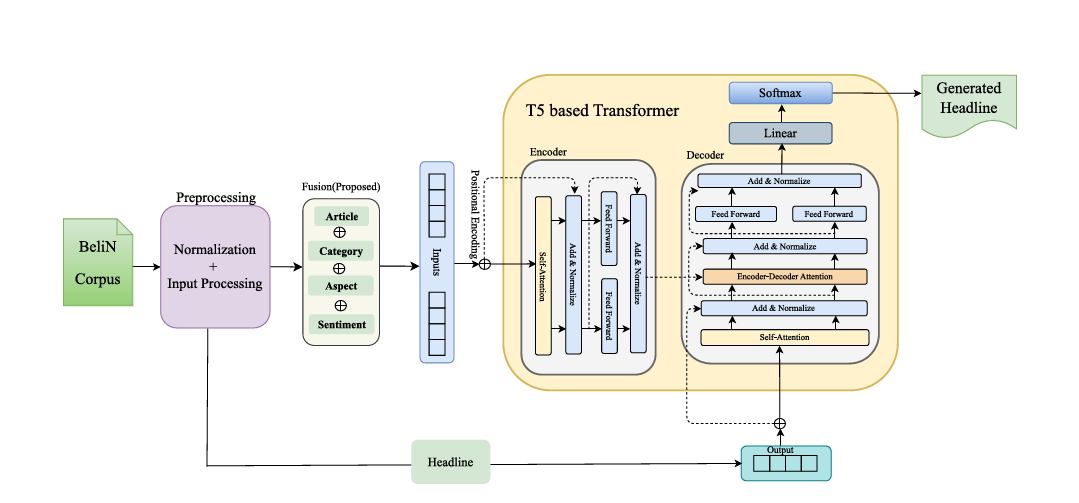 BeliN
Corpus
Preprocessing
Normalization
+
Input Processing
Fusion(Proposed)
Article
Category
Aspect
Sentiment
Inputs
Positional Encoding
T5 based Transformer
Encoder
Self-Attention
Add & Normalize
Feed Forward
Feed Forward
Add & Normalize
Decoder
Softmax
Linear
Add & Normalize
Feed Forward
Feed Forward
Add & Normalize
Encoder-Decoder Attention
Add & Normalize
Self-Attention
Generated
Headline
Headline
Output